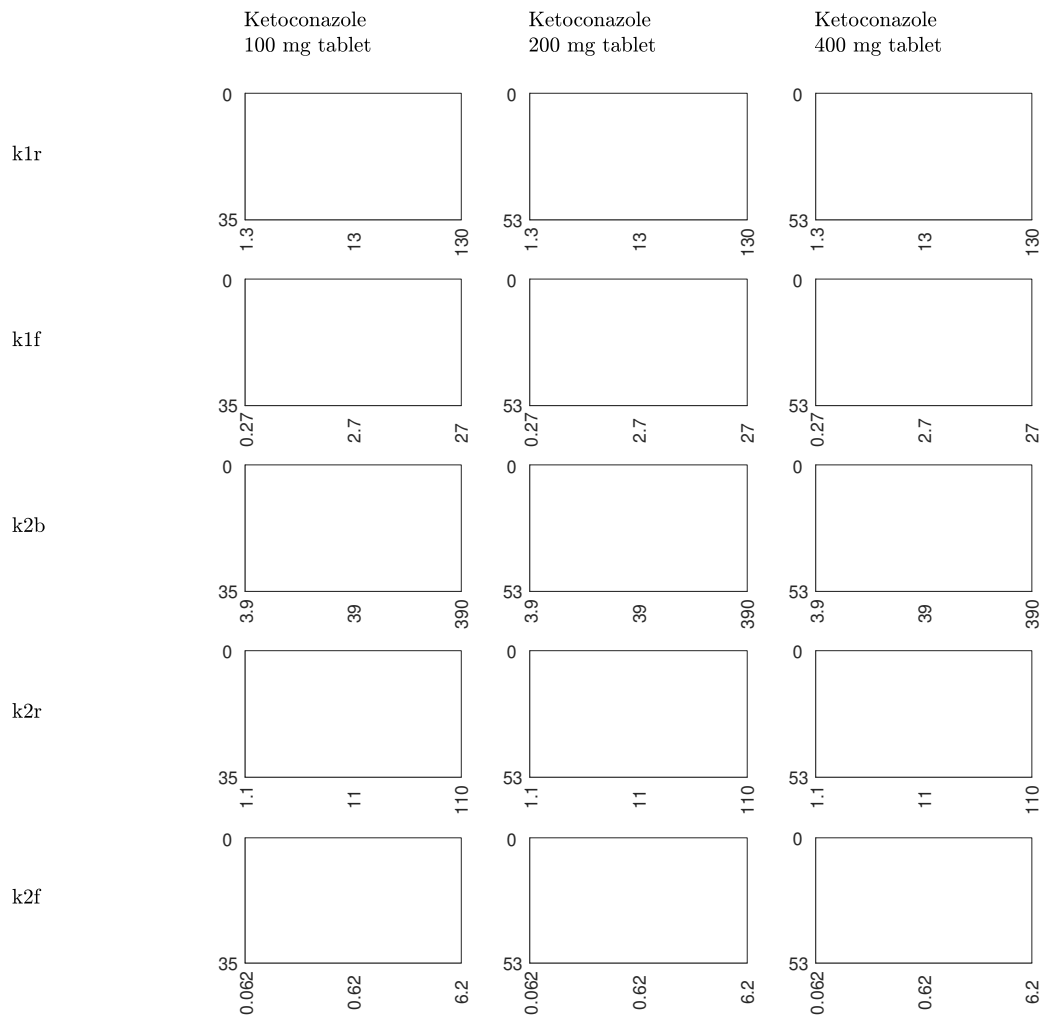 Ketoconazole Ketoconazole Ketoconazole
100 mg tablet 200 mg tablet 400 mg tablet
0 0 0
k1r
35 53 53
1.3 13 130 1.3 13 130 1.3 13 130
0 0 0
k1f
35 53 53
0.27 2.7 27 0.27 2.7 27 0.27 2.7 27
0 0 0
k2b
35 53 53
3.9 39 390 3.9 39 390 3.9 39 390
0 0 0
k2r
35 53 53
1.1 11 110 1.1 11 110 1.1 11 110
0 0 0
k2f
35 53 53
0.062 0.62 6.2 0.062 0.62 6.2 0.062 0.62 6.2